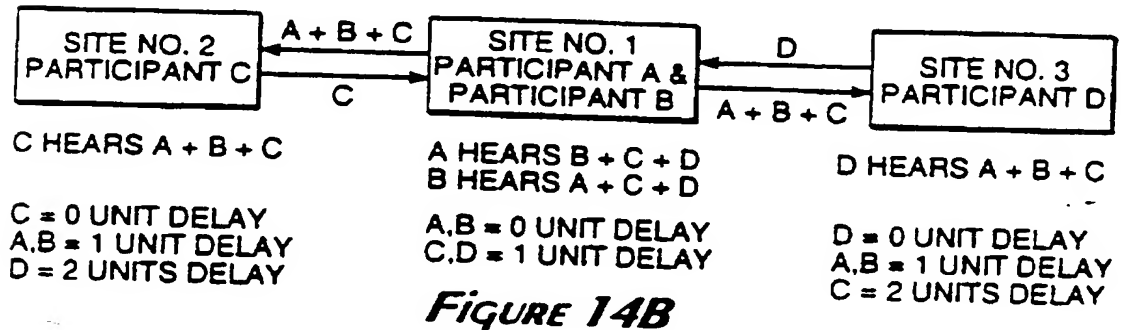 A + B + C
SITE NO. 2
PARTICIPANT C
C
SITE NO. 1
PARTICIPANT A &
PARTICIPANT B
D
A + B + C
SITE NO. 3
PARTICIPANT D
C HEARS A + B + C
C = 0 UNIT DELAY
A,B = 1 UNIT DELAY
D = 2 UNITS DELAY
A HEARS B + C + D
B HEARS A + C + D
A,B = 0 UNIT DELAY
C,D = 1 UNIT DELAY
D HEARS A + B + C
D = 0 UNIT DELAY
A,B = 1 UNIT DELAY
C = 2 UNITS DELAY
FIGURE 14B